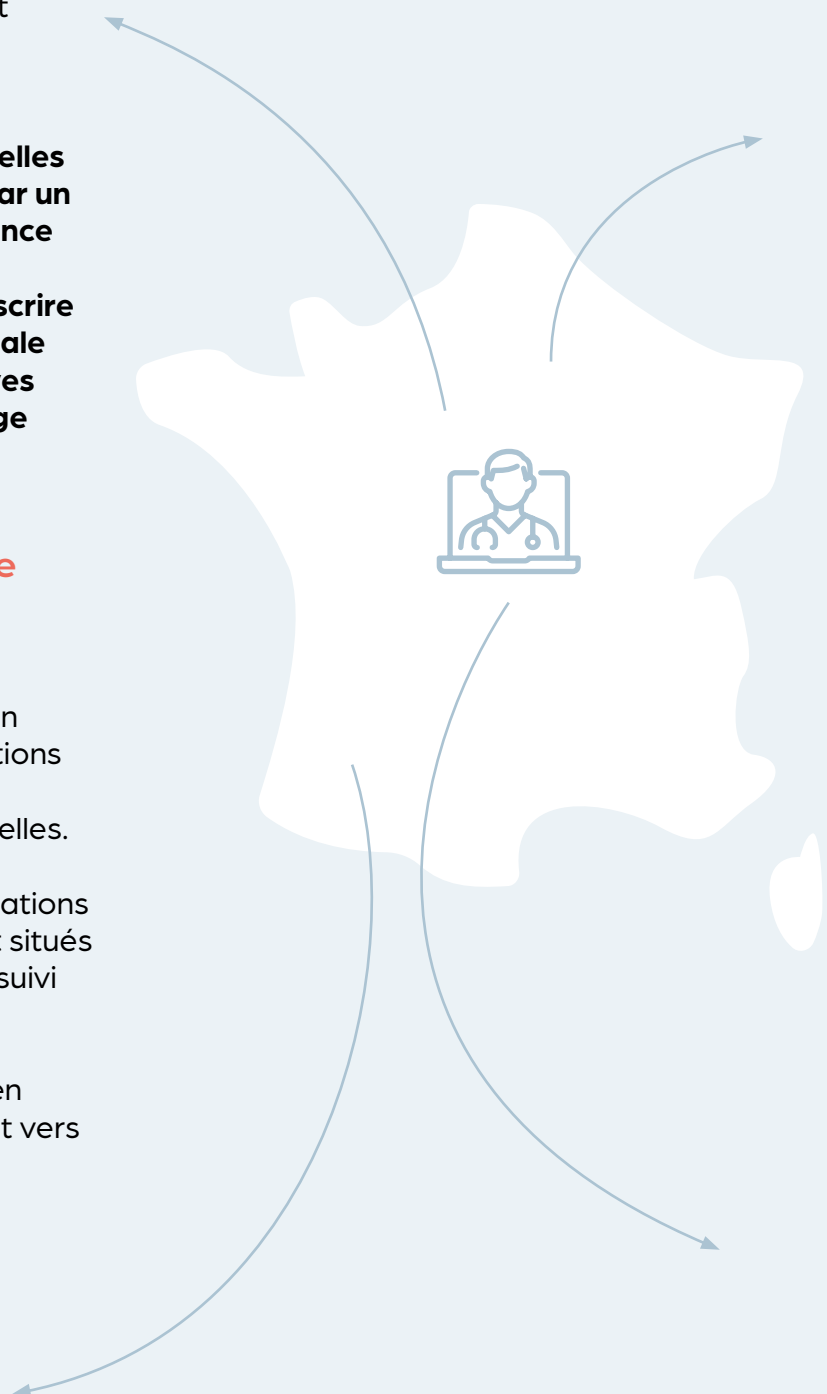 t
elles
ar un
nce
scrire
ale
es
ge
e
n
tions
elles.
ations
t situés
suivi
en
t vers